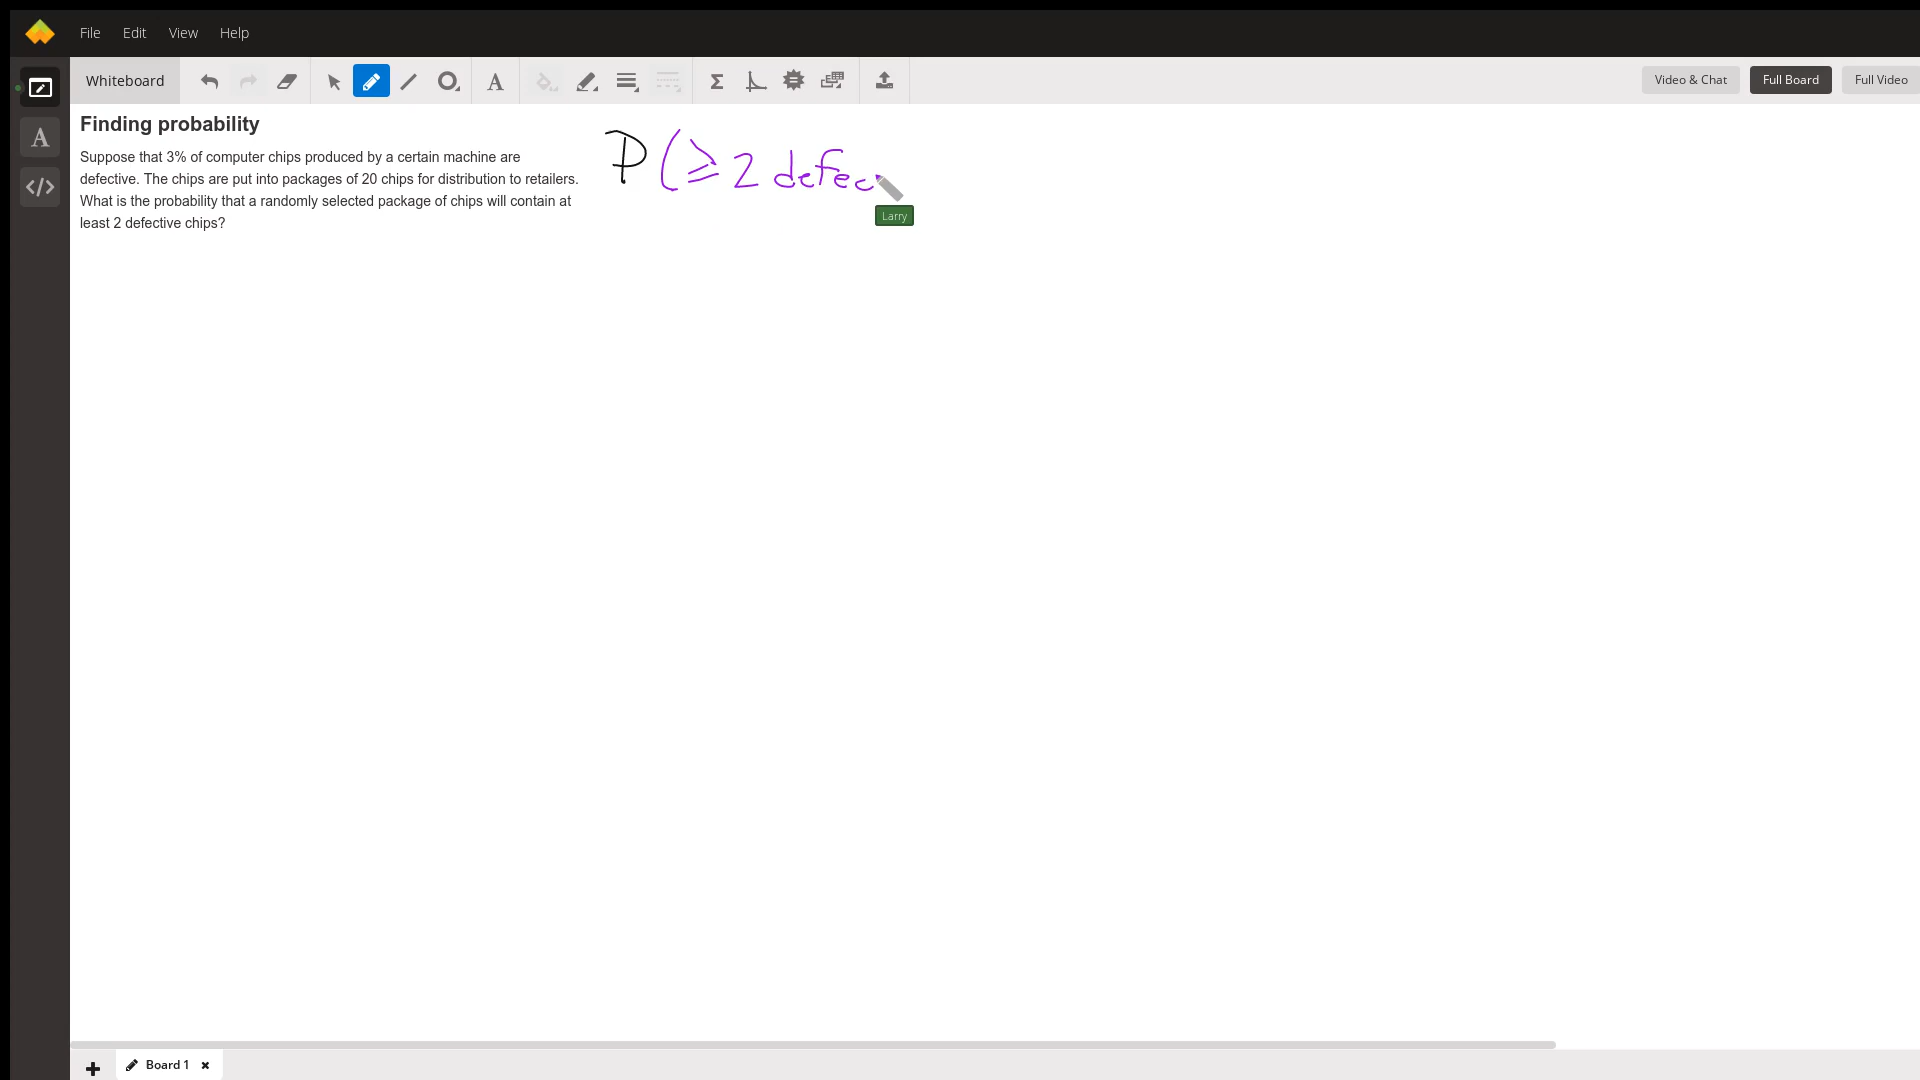 File Edit View Help
Whiteboard A Σ Video & Chat Full Board Full Video
A
</>
Finding probability
Suppose that 3% of computer chips produced by a certain machine are
defective. The chips are put into packages of 20 chips for distribution to retailers.
What is the probability that a randomly selected package of chips will contain at
least 2 defective chips?
P (≥ 2 defec
Larry
Board 1